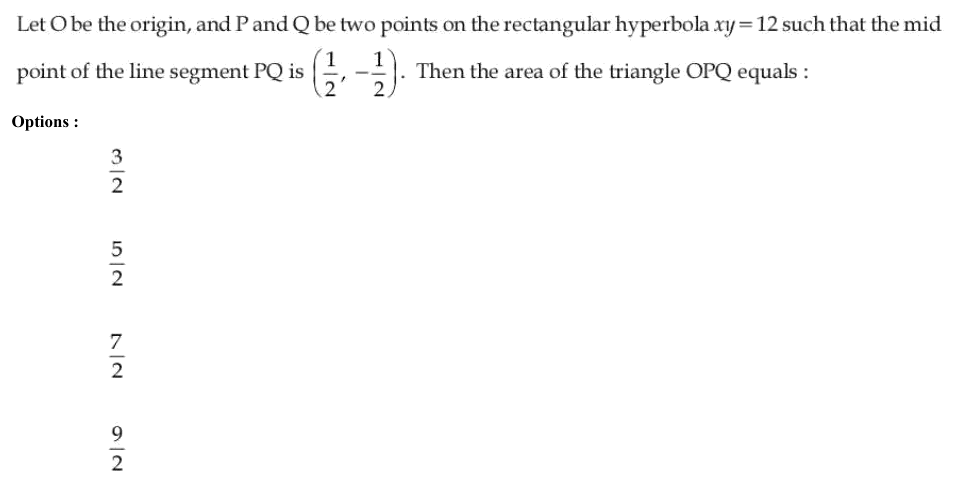 Let O be the origin, and P and Q be two points on the rectangular hyperbola xy = 12 such that the mid
point of the line segment PQ is (1/2, −1/2). Then the area of the triangle OPQ equals :
Options :
3/2
5/2
7/2
9/2